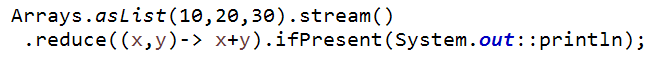 Arrays.asList(10,20,30).stream()
.reduce((x,y)-> x+y).ifPresent(System.out::println);